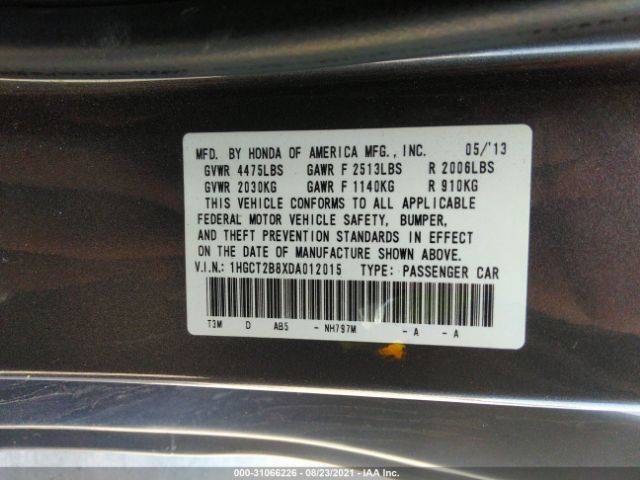 MFD. BY HONDA OF AMERICA MFG., INC. 05/'13
GVWR 4475LBS GAWR F 2513LBS R 2006LBS
GVWR 2030KG GAWR F 1140KG R 910KG
THIS VEHICLE CONFORMS TO ALL APPLICABLE
FEDERAL MOTOR VEHICLE SAFETY, BUMPER,
AND THEFT PREVENTION STANDARDS IN EFFECT
ON THE DATE OF MANUFACTURE SHOWN ABOVE.
V.I.N.: 1HGCT2B8XDA012015 TYPE: PASSENGER CAR
T3M D AB5 - NH797M - A - A
000-31066226 - 08/23/2021 - IAA Inc.